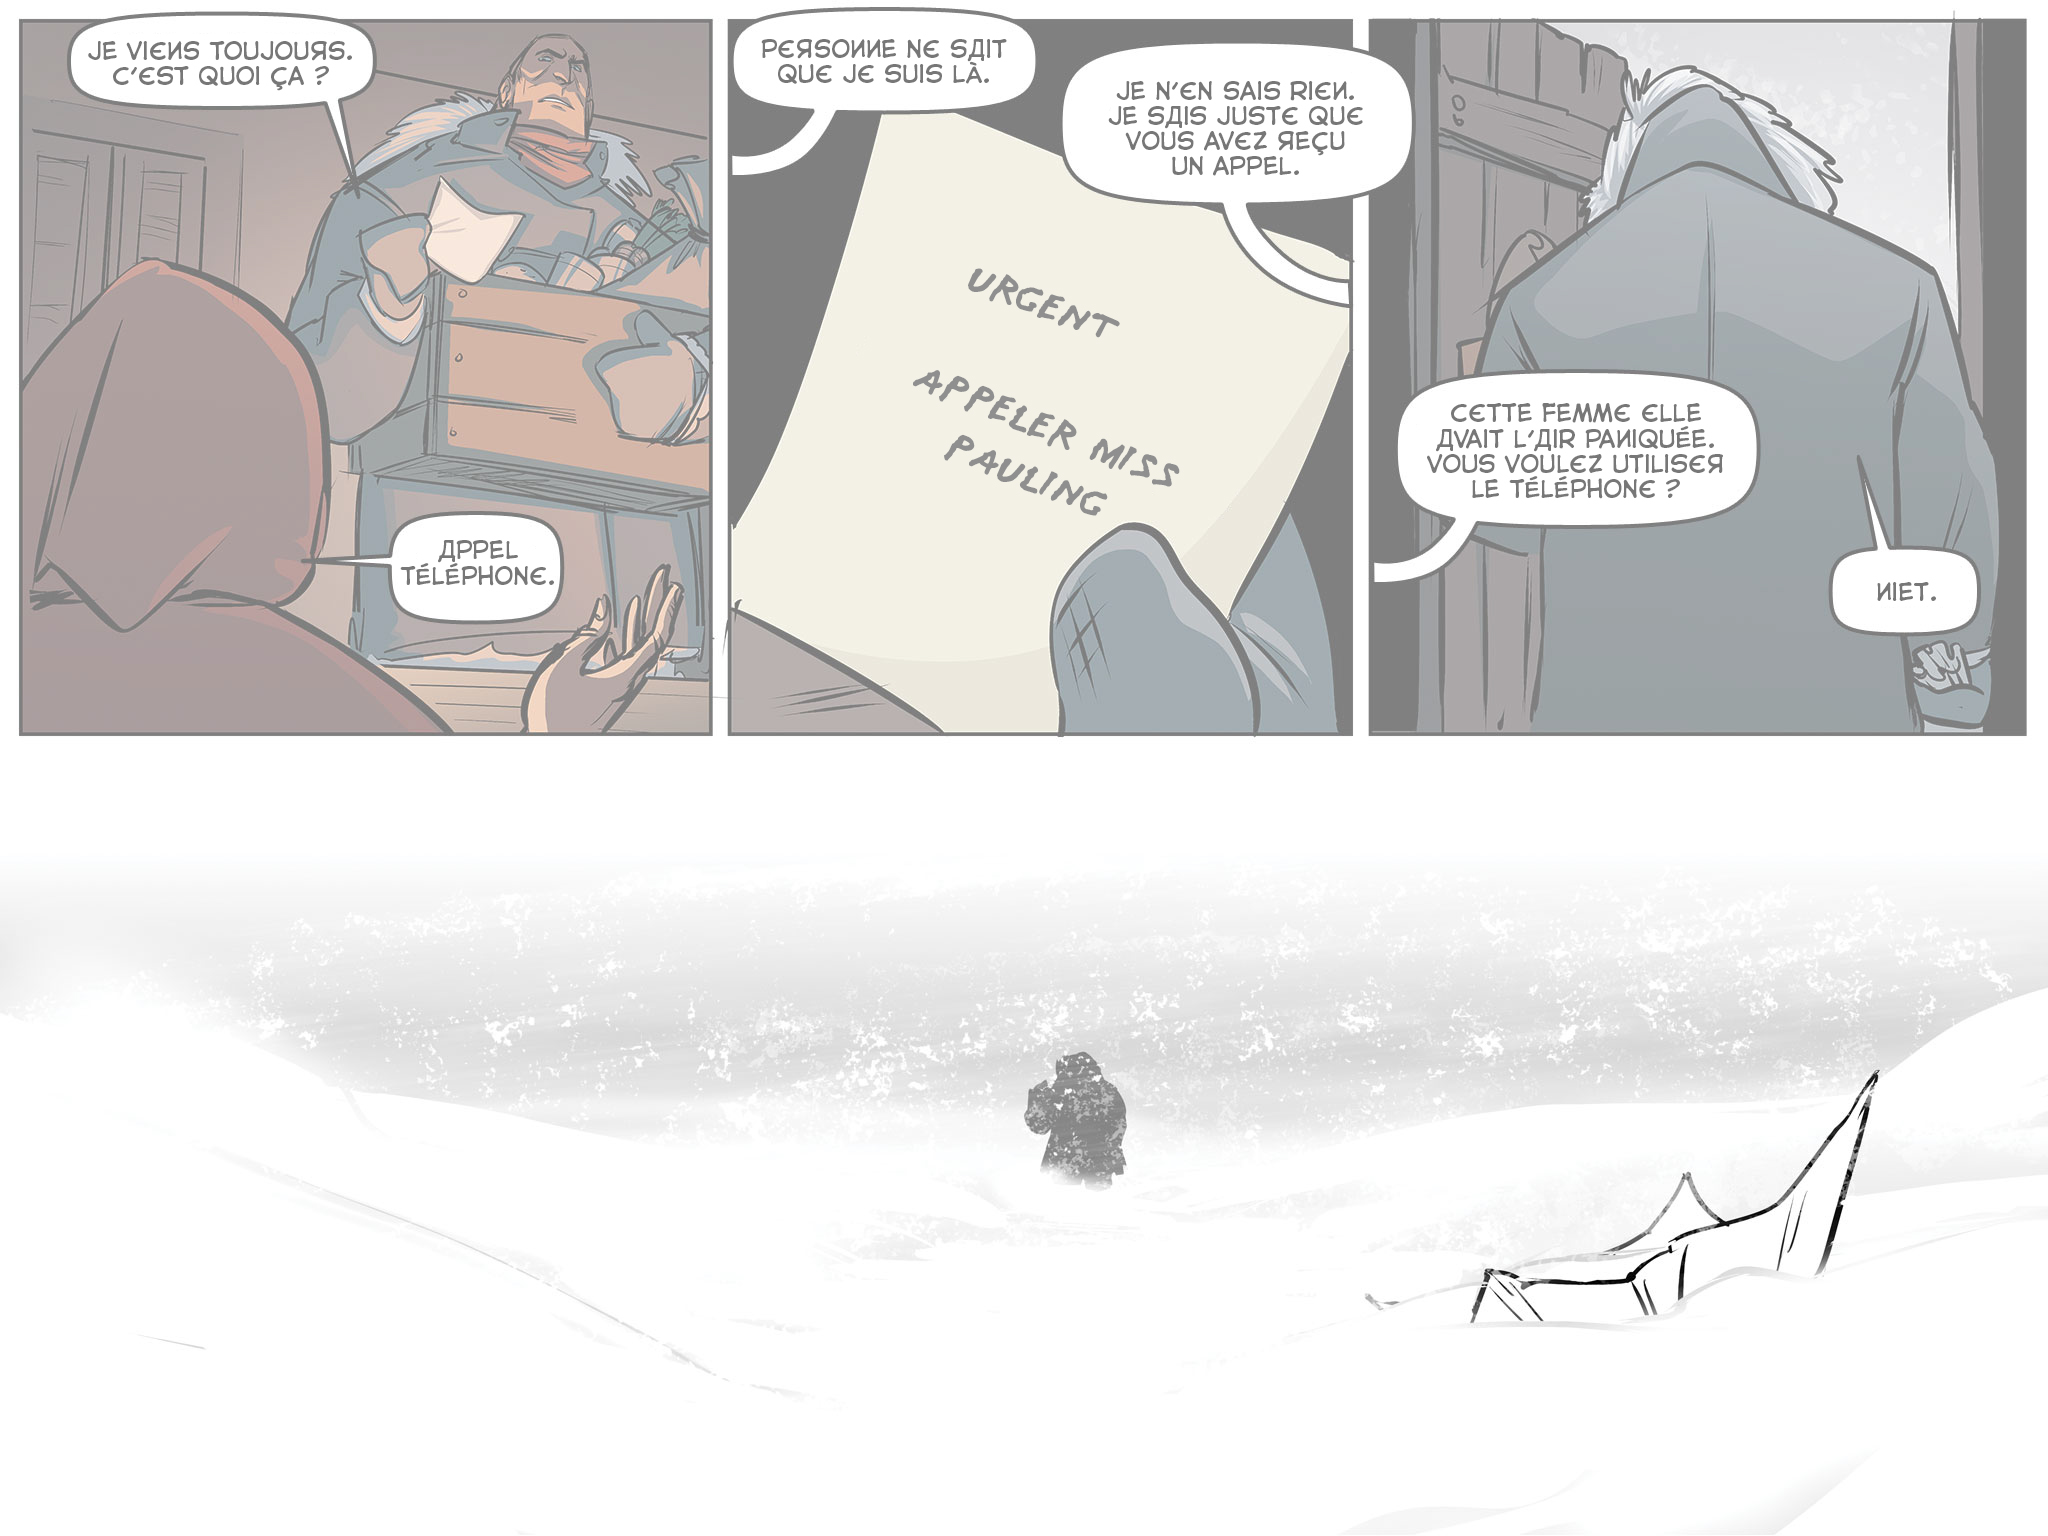 JE VIENS TOUJOURS.
C'EST QUOI ÇA ?
APPEL
TÉLÉPHONE.
PERSONNE NE SAIT
QUE JE SUIS LÀ.
JE N'EN SAIS RIEN.
JE SAIS JUSTE QUE
VOUS AVEZ REÇU
UN APPEL.
URGENT
APPELER MISS
PAULING
CETTE FEMME ELLE
AVAIT L'AIR PANIQUÉE.
VOUS VOULEZ UTILISER
LE TÉLÉPHONE ?
NIET.